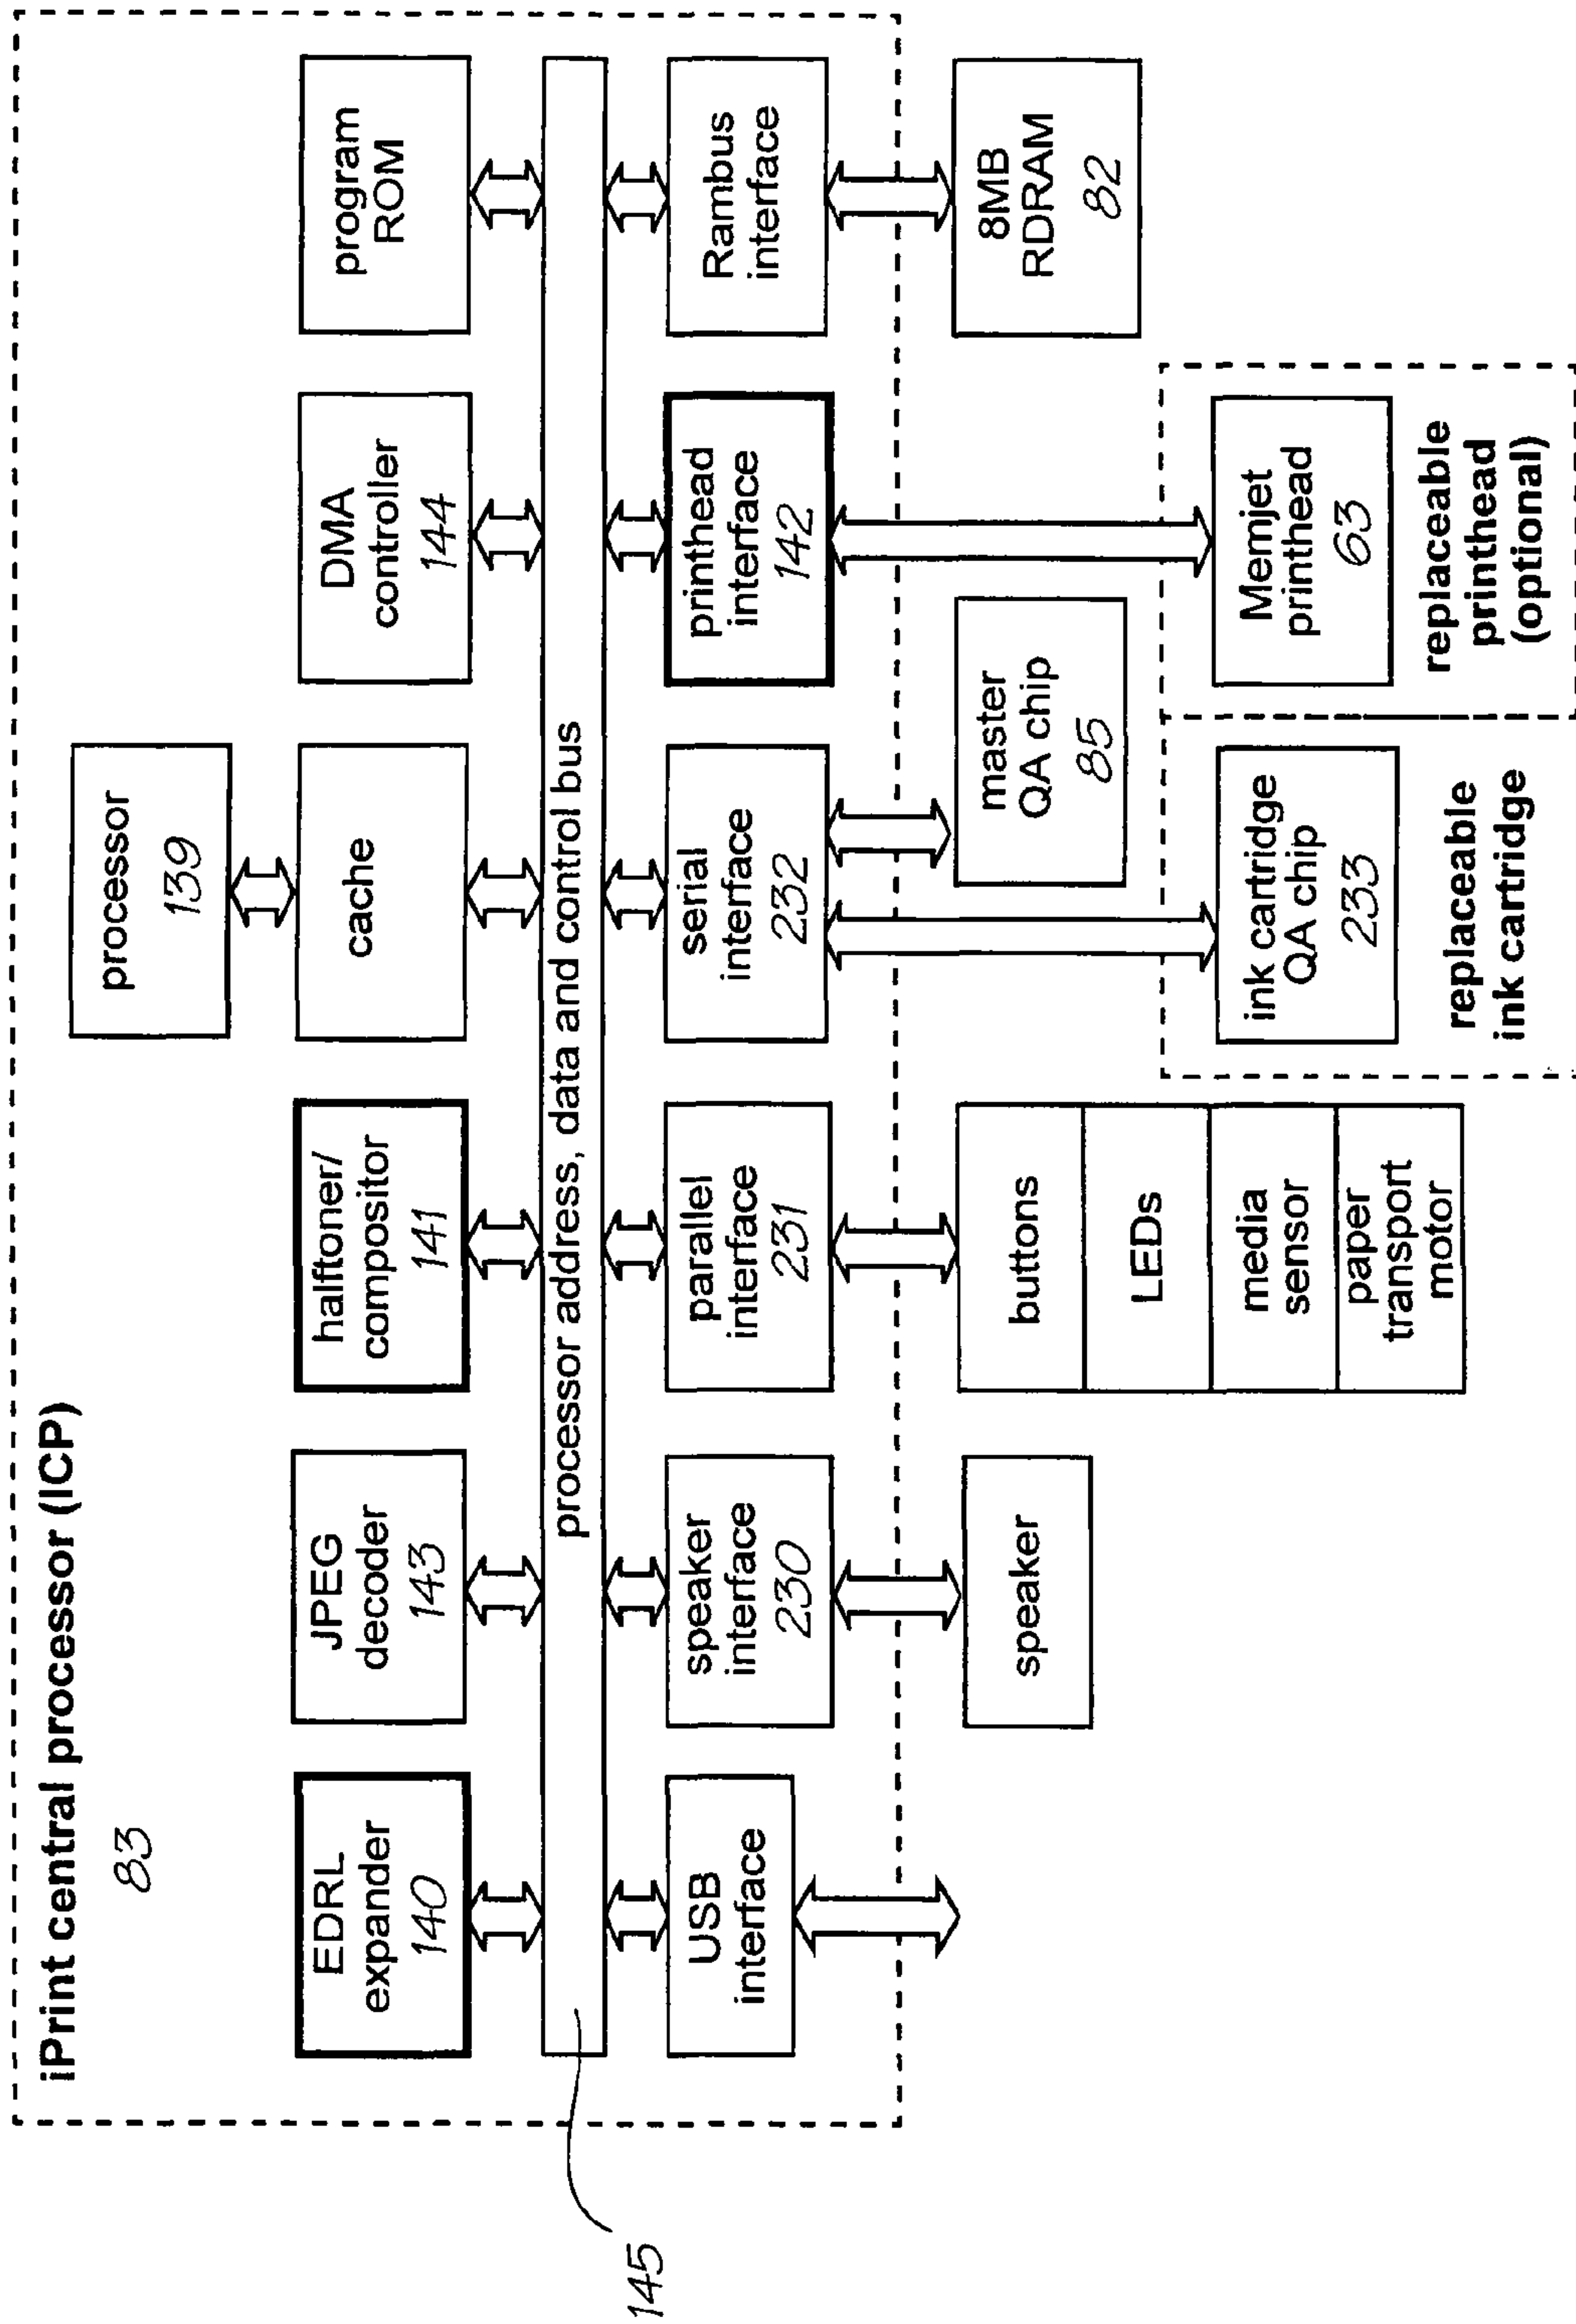 iPrint central processor (ICP)
83
processor
139
EDRL
expander
140
JPEG
decoder
143
halftoner/
compositor
141
cache
DMA
controller
144
program
ROM
processor address, data and control bus
145
USB
interface
speaker
interface
230
parallel
interface
231
serial
interface
232
printhead
interface
142
Rambus
interface
speaker
buttons
LEDs
media
sensor
paper
transport
motor
master
QA chip
85
8MB
RDRAM
82
ink cartridge
QA chip
233
replaceable
ink cartridge
Memjet
printhead
63
replaceable
printhead
(optional)